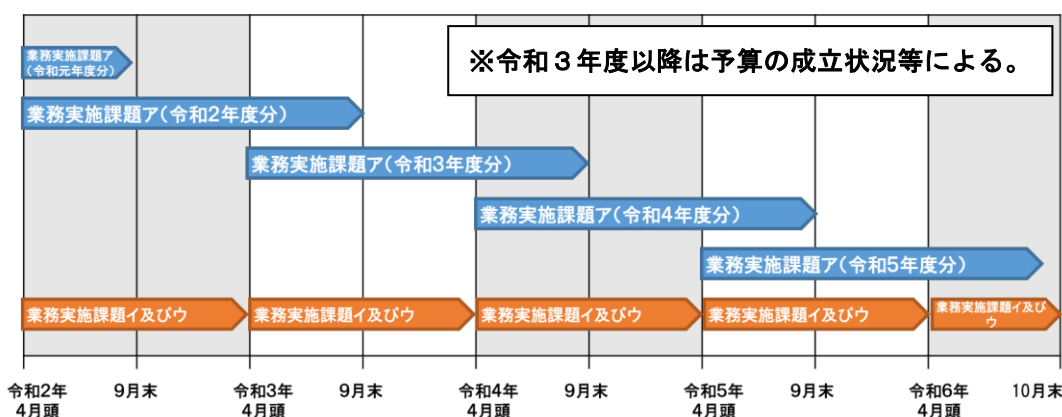 業務実施課題ア
(令和元年度分)
※令和３年度以降は予算の成立状況等による。
業務実施課題ア(令和2年度分)
業務実施課題ア(令和3年度分)
業務実施課題ア(令和4年度分)
業務実施課題ア(令和5年度分)
業務実施課題イ及びウ
業務実施課題イ及びウ
業務実施課題イ及びウ
業務実施課題イ及びウ
業務実施課題イ及び
ウ
令和2年
4月頭
9月末
令和3年
4月頭
9月末
令和4年
4月頭
9月末
令和5年
4月頭
9月末
令和6年
4月頭
10月末